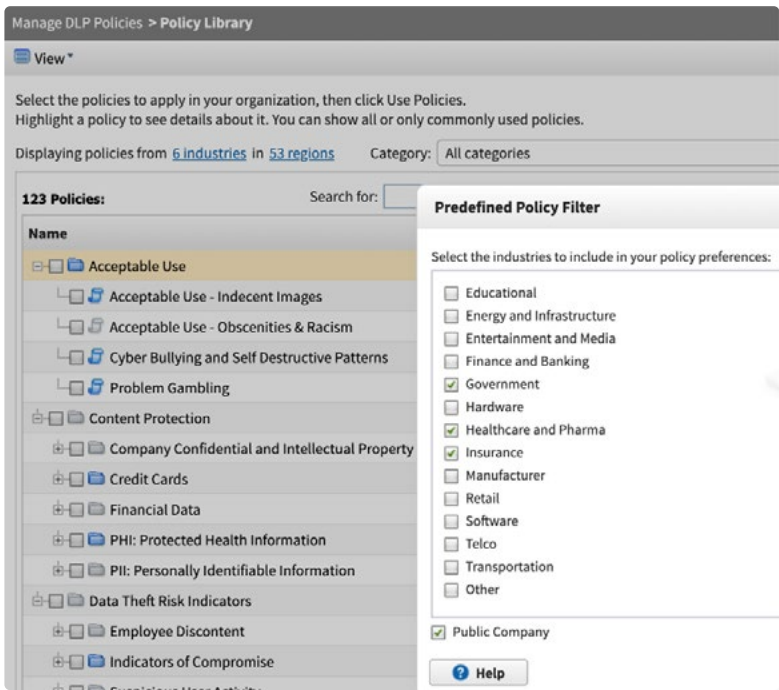 Manage DLP Policies > Policy Library
View
Select the policies to apply in your organization, then click Use Policies.
Highlight a policy to see details about it. You can show all or only commonly used policies.
Displaying policies from 6 industries in 53 regions Category: All categories
123 Policies: Search for:
Name
Acceptable Use
Acceptable Use - Indecent Images
Acceptable Use - Obscenities & Racism
Cyber Bullying and Self Destructive Patterns
Problem Gambling
Content Protection
Company Confidential and Intellectual Property
Credit Cards
Financial Data
PHI: Protected Health Information
PII: Personally Identifiable Information
Data Theft Risk Indicators
Employee Discontent
Indicators of Compromise
Suspicious User Activity
Predefined Policy Filter
Select the industries to include in your policy preferences:
Educational
Energy and Infrastructure
Entertainment and Media
Finance and Banking
Government
Hardware
Healthcare and Pharma
Insurance
Manufacturer
Retail
Software
Telco
Transportation
Other
Public Company
Help